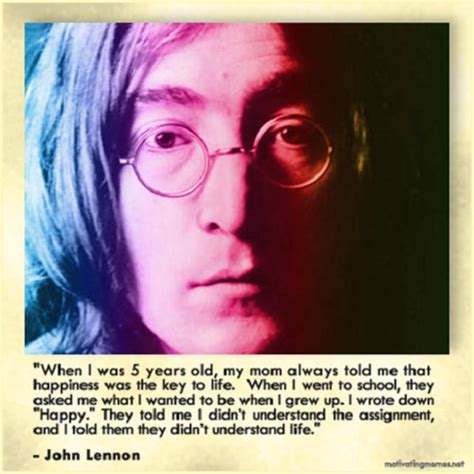 "When I was 5 years old, my mom always told me that
happiness was the key to life.  When I went to school, they
asked me what I wanted to be when I grew up. I wrote down
"Happy." They told me I didn't understand the assignment,
and I told them they didn't understand life."
- John Lennon
motivatingmemes.net